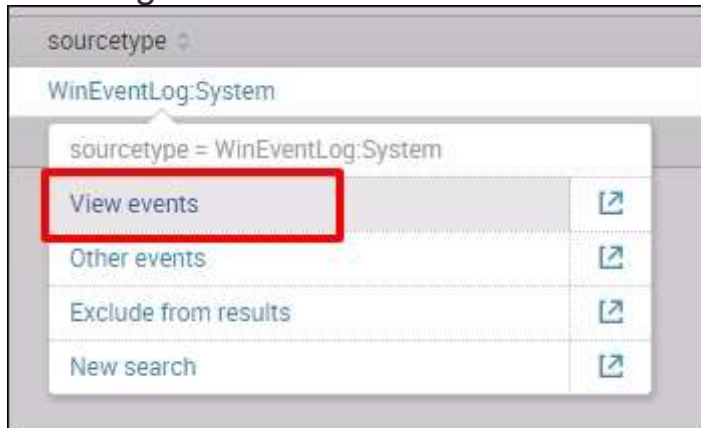 sourcetype
WinEventLog:System
sourcetype = WinEventLog:System
View events
Other events
Exclude from results
New search